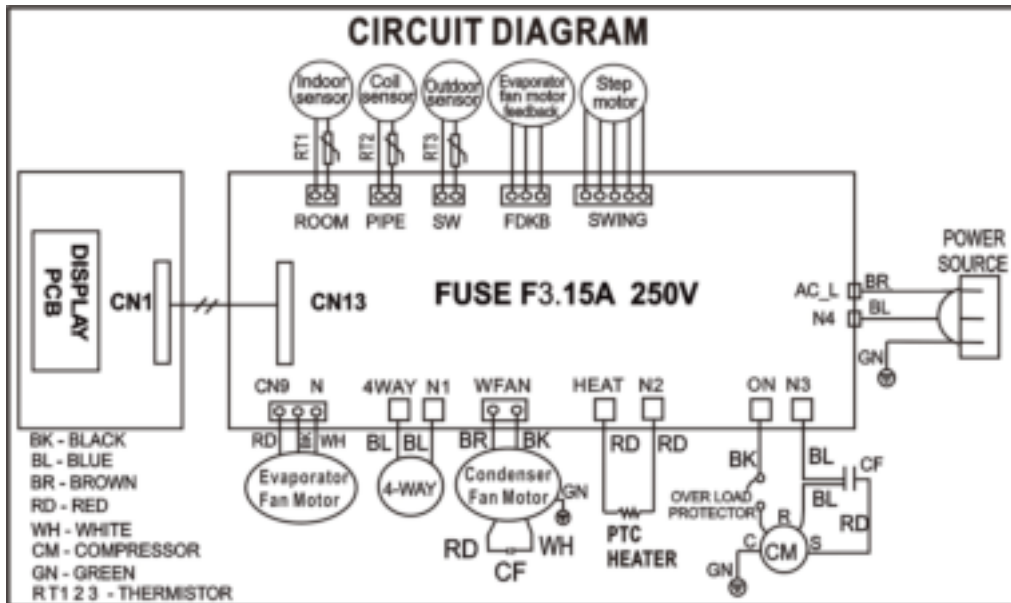 CIRCUIT DIAGRAM
Indoor
sensor
Coil
sensor
Outdoor
sensor
Evaporator
fan motor
feedback
Step
motor
RT1
RT2
RT3
ROOM
PIPE
SW
FDKB
SWING
DISPLAY
PCB
CN1
CN13
FUSE F3.15A 250V
POWER
SOURCE
AC_L
BR
N4
BL
GN
CN9 N
4WAY N1
WFAN
HEAT N2
ON N3
RD BK WH
BL BL
BR BK
RD RD
BK
BL
CF
Evaporator
Fan Motor
4-WAY
Condenser
Fan Motor
GN
RD WH
CF
PTC
HEATER
OVER LOAD
PROTECTOR
BL
RD
R
C CM S
GN
BK - BLACK
BL - BLUE
BR - BROWN
RD - RED
WH - WHITE
CM - COMPRESSOR
GN - GREEN
RT1 2 3 - THERMISTOR